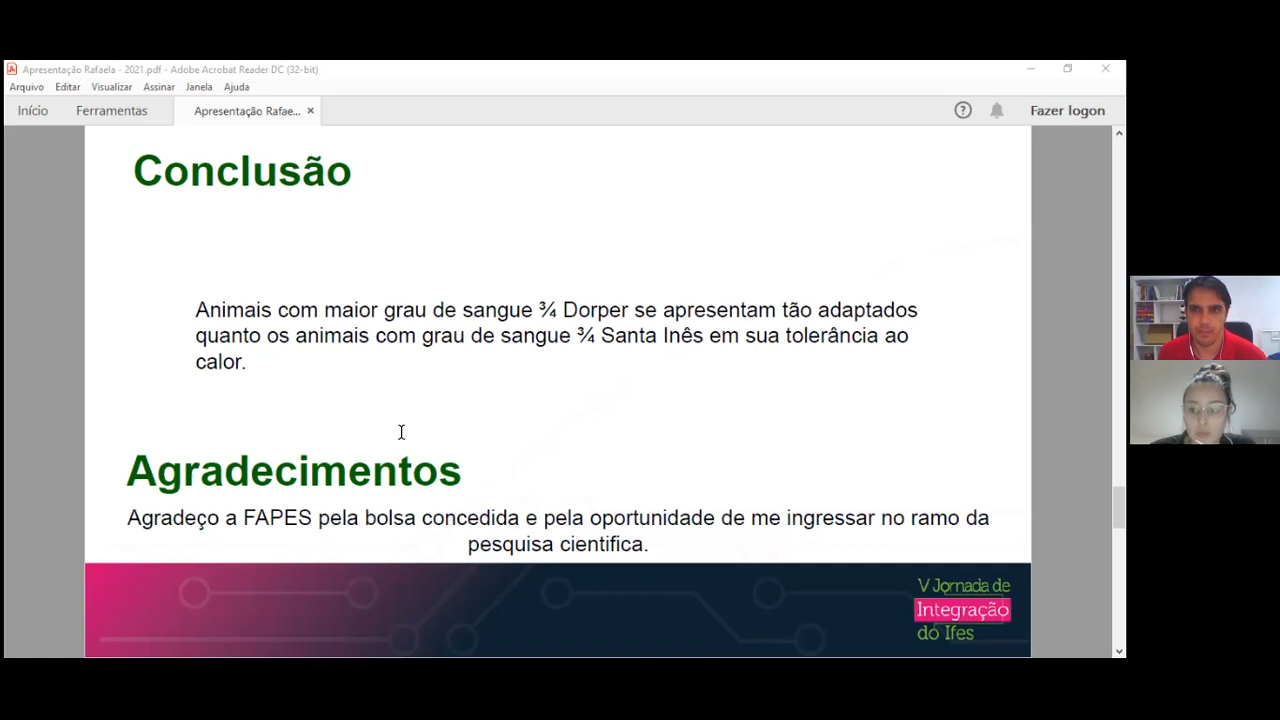 Apresentação Rafaela - 2021.pdf - Adobe Acrobat Reader DC (32-bit)
Arquivo Editar Visualizar Assinar Janela Ajuda
Início Ferramentas Apresentação Rafae... × Fazer logon
Conclusão
Animais com maior grau de sangue ¾ Dorper se apresentam tão adaptados
quanto os animais com grau de sangue ¾ Santa Inês em sua tolerância ao
calor.
Agradecimentos
Agradeço a FAPES pela bolsa concedida e pela oportunidade de me ingressar no ramo da
pesquisa cientifica.
V Jornada de
Integração
do Ifes